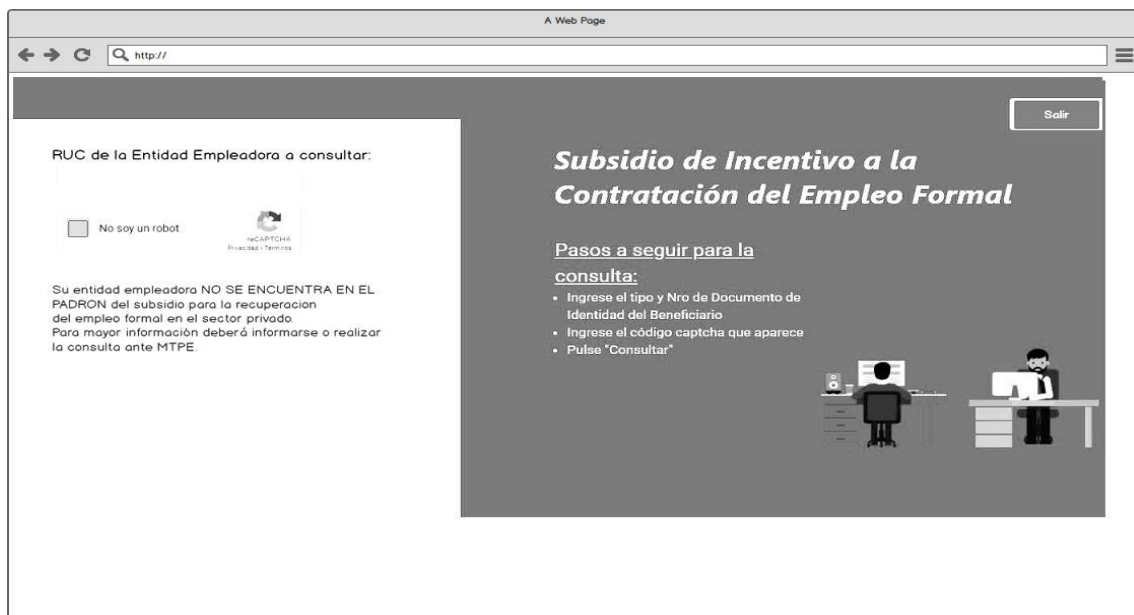 A Web Page
http://
Salir
RUC de la Entidad Empleadora a consultar:
No soy un robot
reCAPTCHA
Privacidad - Terminos
Su entidad empleadora NO SE ENCUENTRA EN EL
PADRON del subsidio para la recuperacion
del empleo formal en el sector privado.
Para mayor información deberá informarse o realizar
la consulta ante MTPE.
Subsidio de Incentivo a la
Contratación del Empleo Formal
Pasos a seguir para la
consulta:
• Ingrese el tipo y Nro de Documento de
Identidad del Beneficiario
• Ingrese el código captcha que aparece
• Pulse "Consultar"